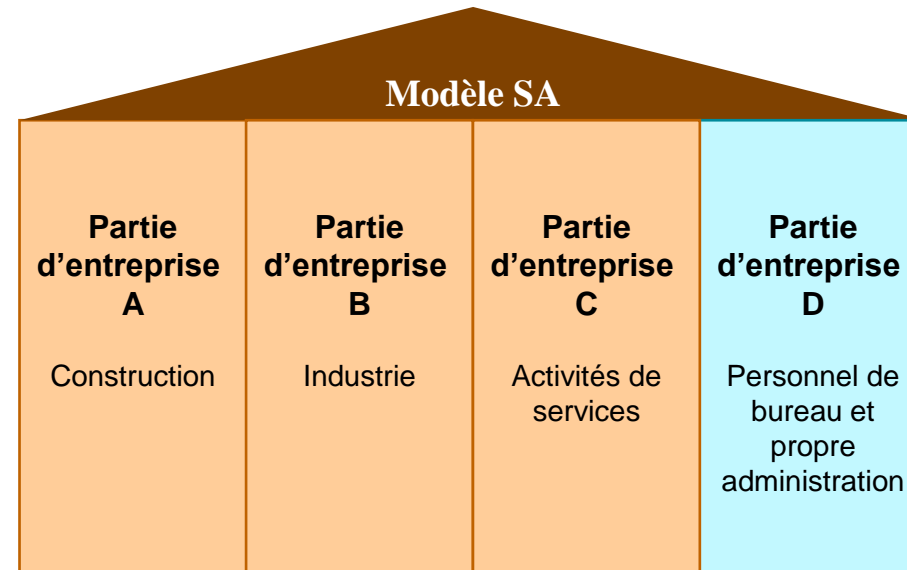 Modèle SA
Partie
d’entreprise
A
Construction
Partie
d’entreprise
B
Industrie
Partie
d’entreprise
C
Activités de
services
Partie
d’entreprise
D
Personnel de
bureau et
propre
administration